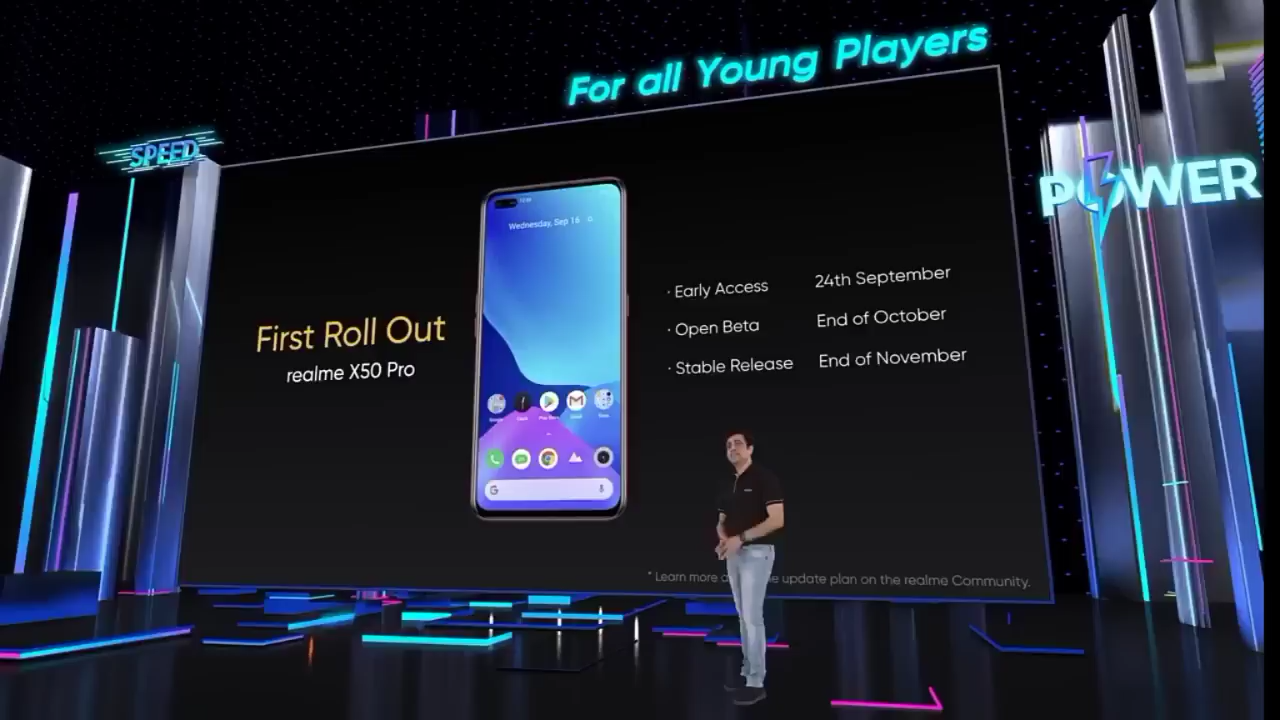 For all Young Players
SPEED
POWER
First Roll Out
realme X50 Pro
Wednesday, Sep 16
· Early Access 24th September
· Open Beta End of October
· Stable Release End of November
* Learn more update plan on the realme Community.